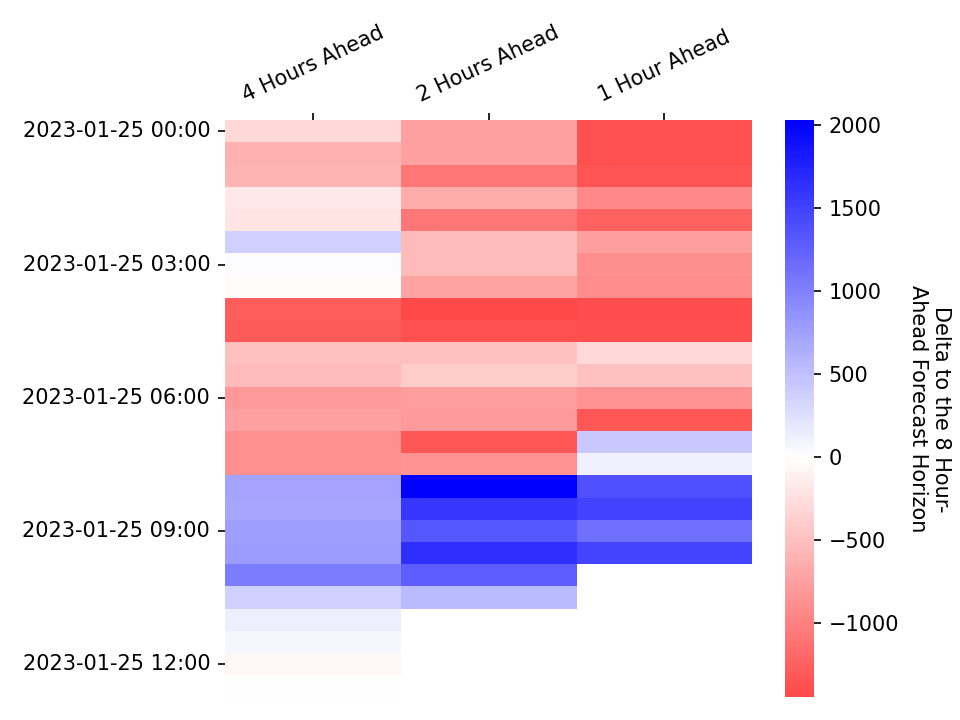 4 Hours Ahead
2 Hours Ahead
1 Hour Ahead
2023-01-25 00:00
2023-01-25 03:00
2023-01-25 06:00
2023-01-25 09:00
2023-01-25 12:00
2000
1500
1000
500
0
−500
−1000
Delta to the 8 Hour-
Ahead Forecast Horizon